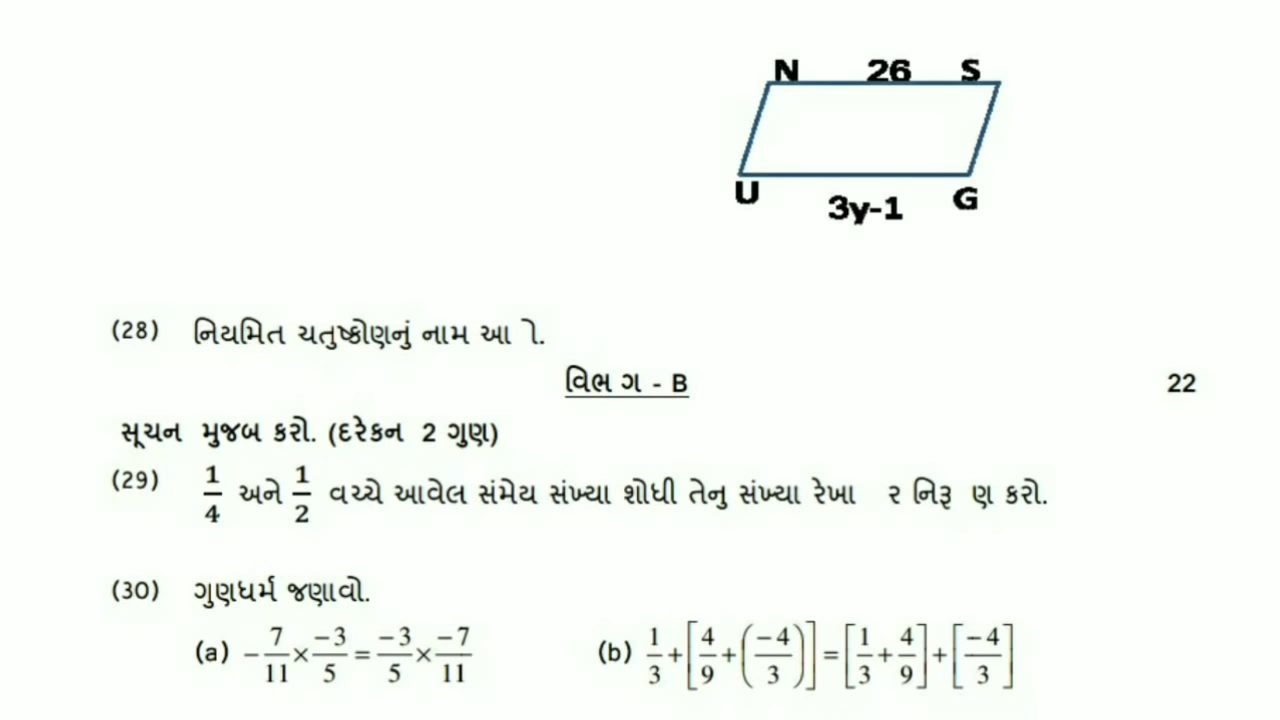 N 26 S
U 3y-1 G
(28) નિયમિત ચતુષ્કોણનું નામ આ ો.
વિભ ગ - B 22
સૂચન મુજબ કરો. (દરેકન 2 ગુણ)
(29) 1/4 અને 1/2 વચ્ચે આવેલ સંમેય સંખ્યા શોધી તેનુ સંખ્યા રેખા ર નિરૂ ણ કરો.
(30) ગુણધર્મ જણાવો.
(a) -7/11 × -3/5 = -3/5 × -7/11 (b) 1/3 + [4/9 + (-4/3)] = [1/3 + 4/9] + [-4/3]